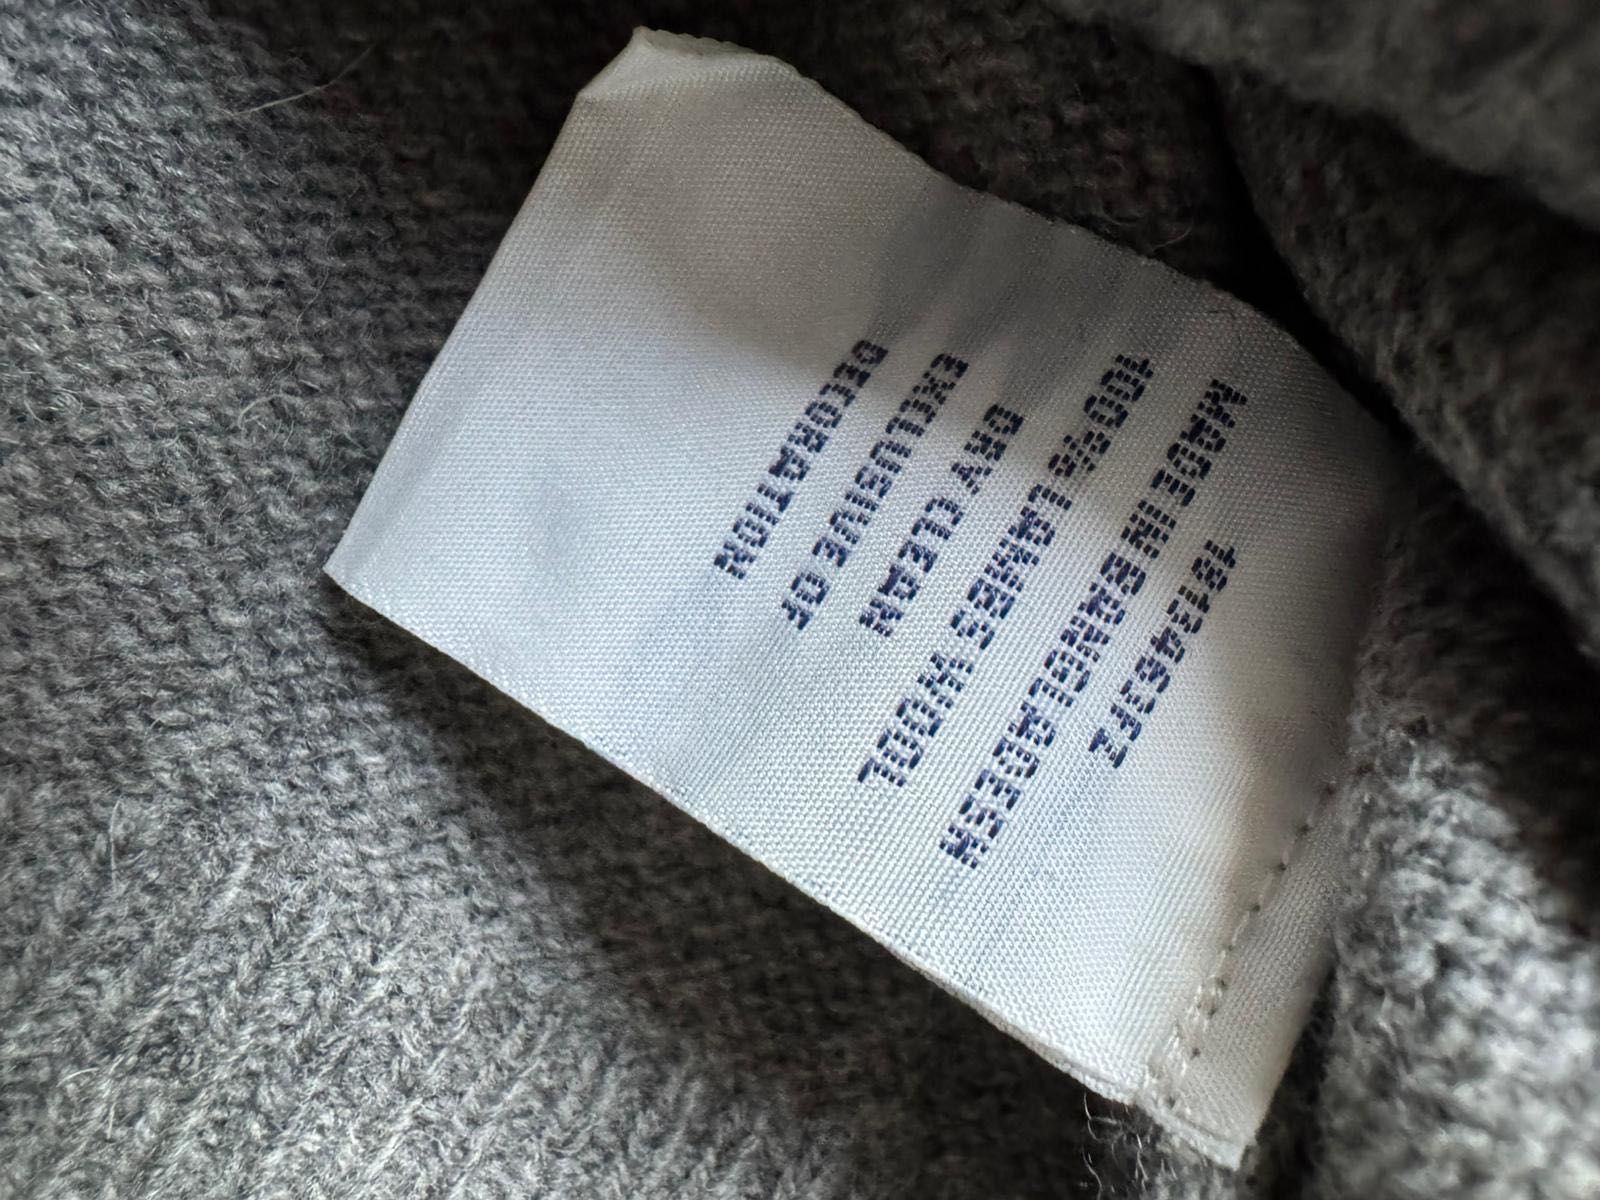 MADE IN BANGLADESH
100% LAMBS WOOL
DRY CLEAN
EXCLUSIVE OF
DECORATION